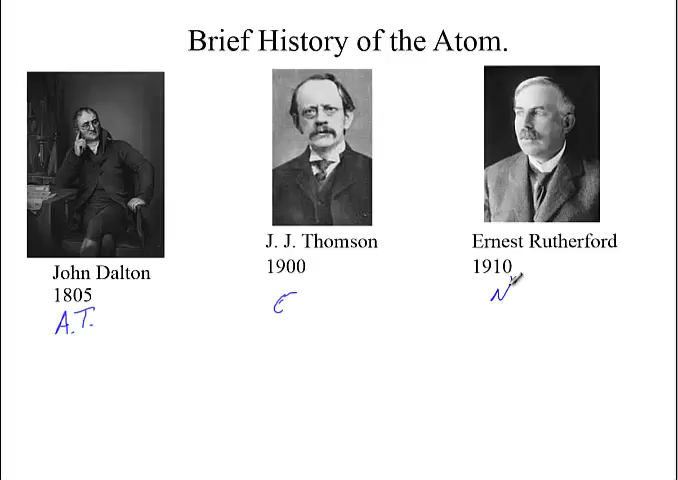 Brief History of the Atom.
John Dalton
1805
A.T.
J. J. Thomson
1900
e
Ernest Rutherford
1910
N